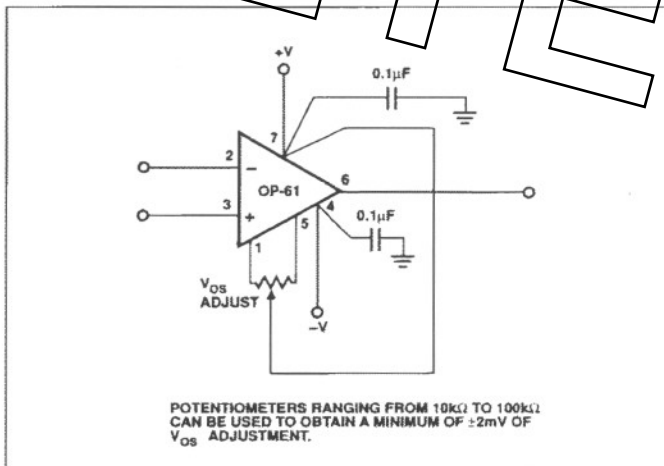 +V
0.1µF
7
2
−
OP-61
6
3
+
4
0.1µF
5
1
VOS
ADJUST
−V
POTENTIOMETERS RANGING FROM 10kΩ TO 100kΩ
CAN BE USED TO OBTAIN A MINIMUM OF ±2mV OF
VOS ADJUSTMENT.